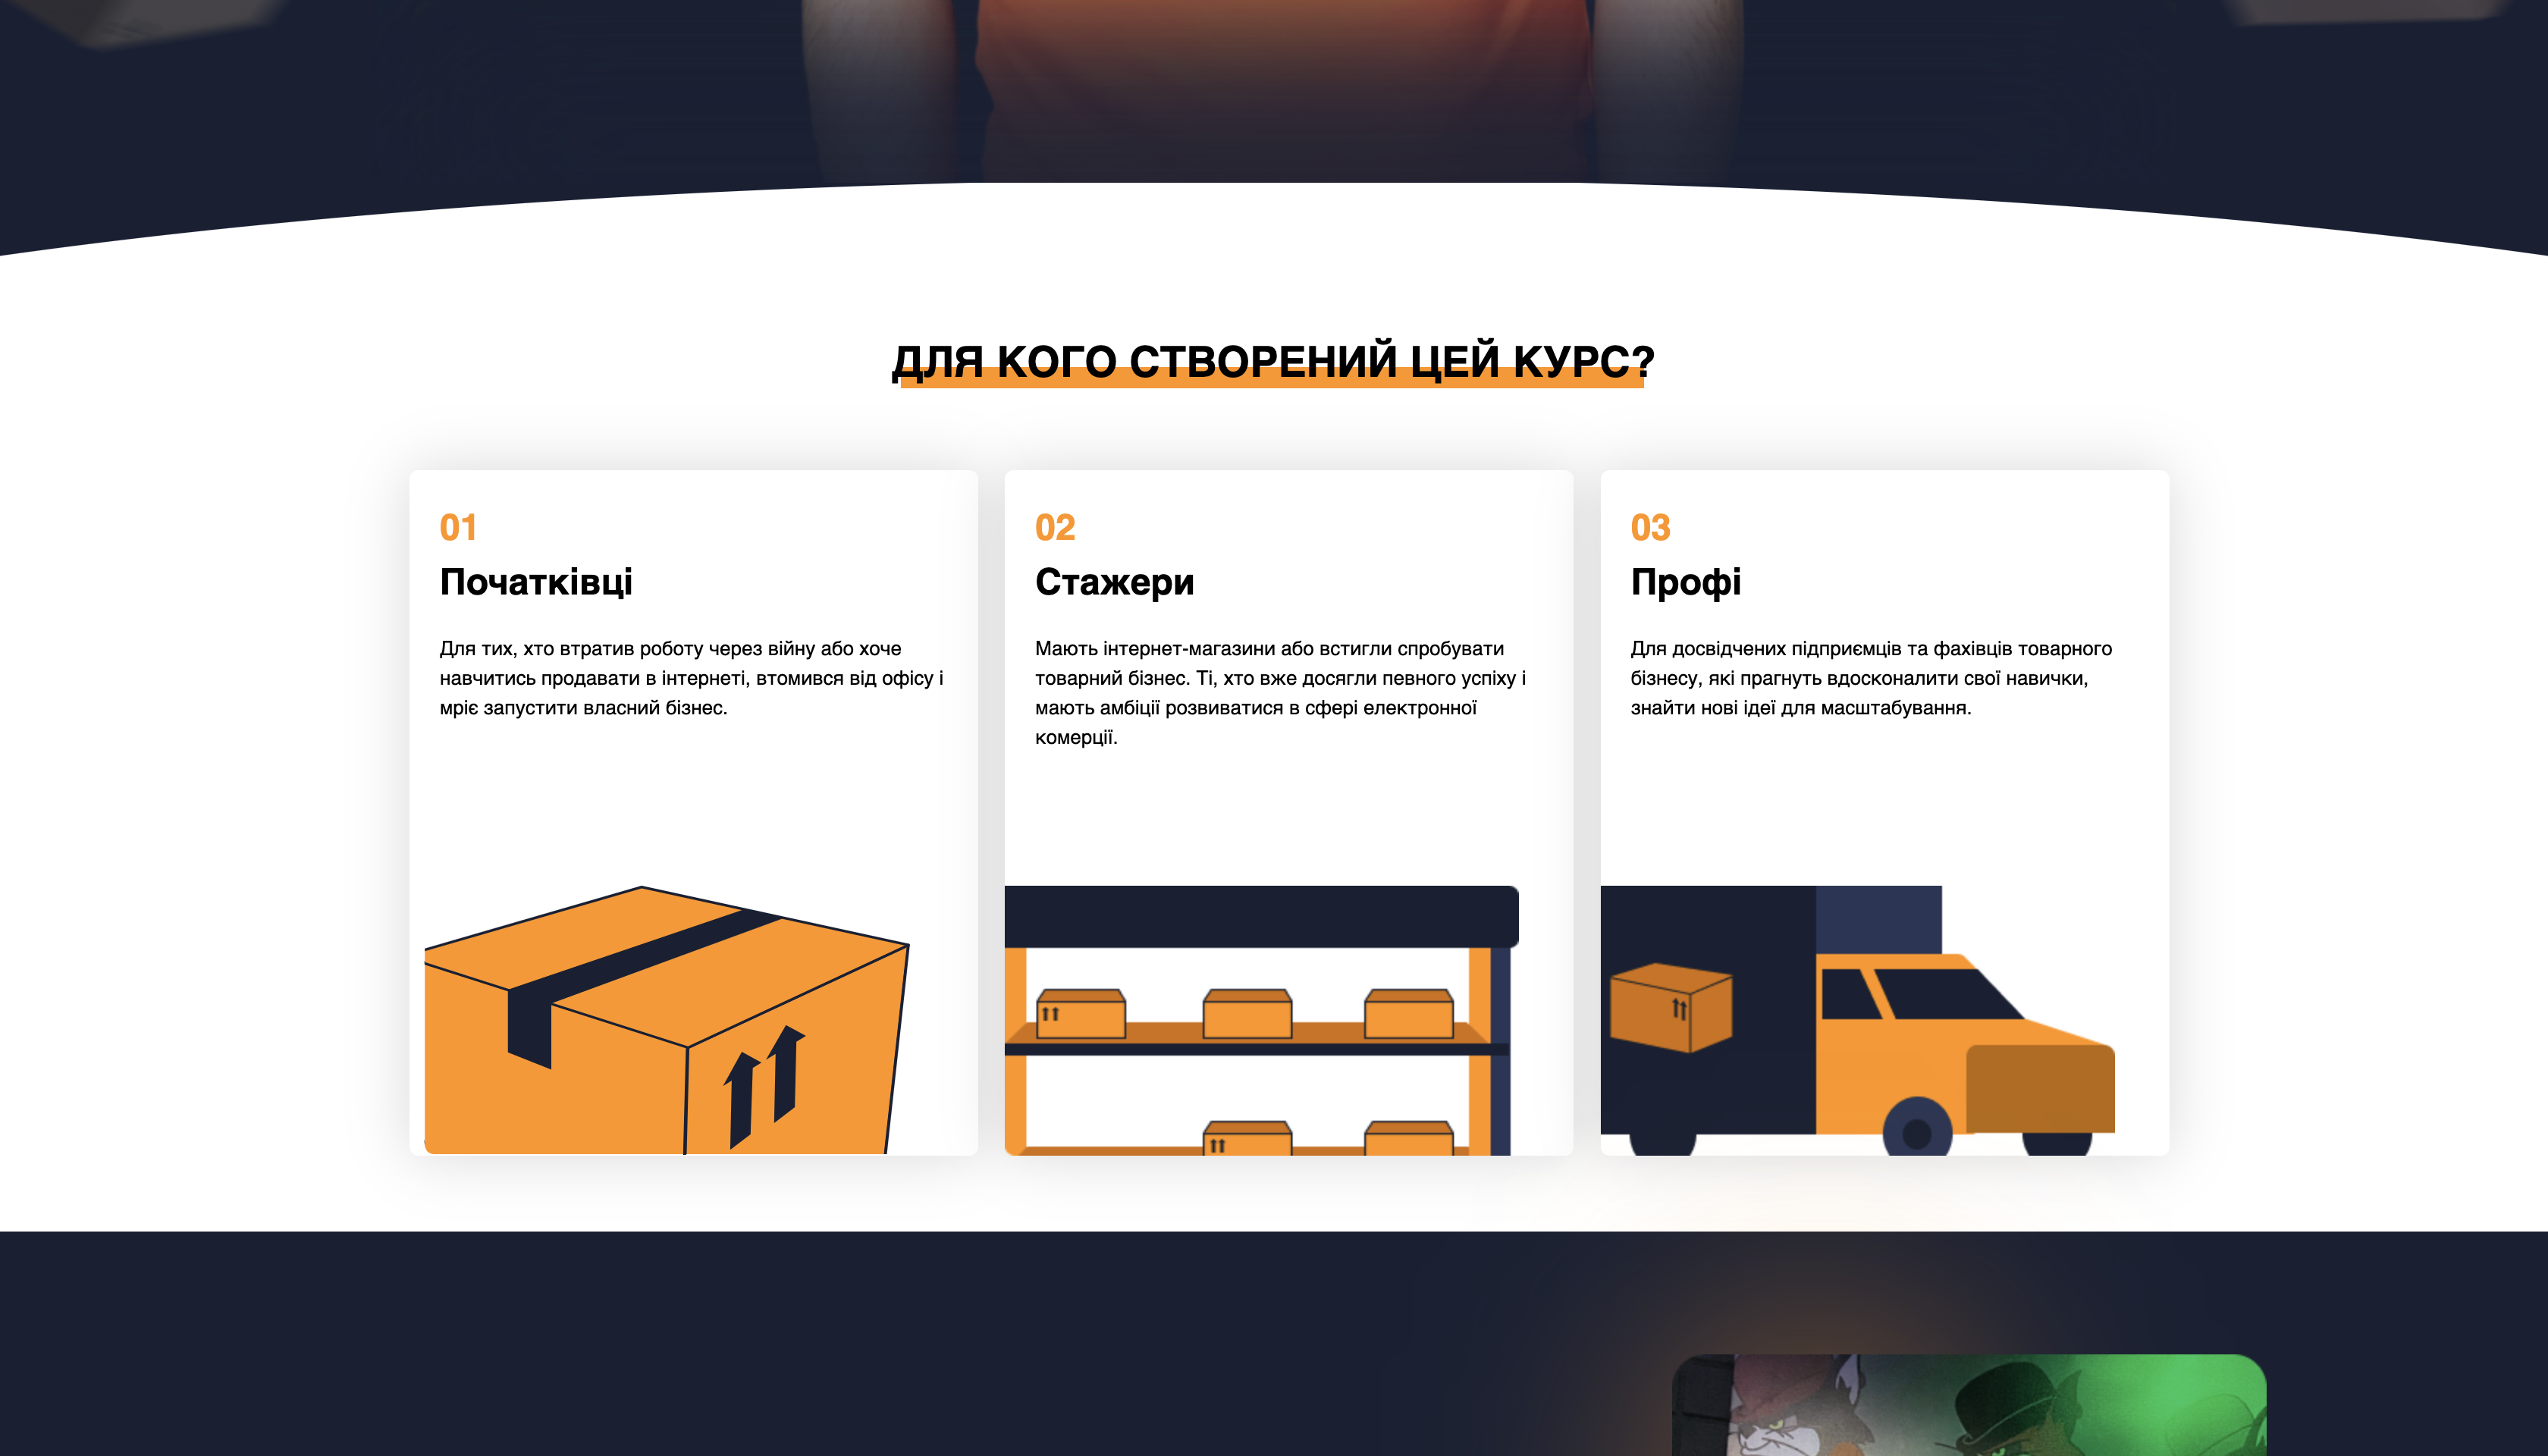 ДЛЯ КОГО СТВОРЕНИЙ ЦЕЙ КУРС?
01
Початківці
Для тих, хто втратив роботу через війну або хоче
навчитись продавати в інтернеті, втомився від офісу і
мріє запустити власний бізнес.
02
Стажери
Мають інтернет-магазини або встигли спробувати
товарний бізнес. Ті, хто вже досягли певного успіху і
мають амбіції розвиватися в сфері електронної
комерції.
03
Профі
Для досвідчених підприємців та фахівців товарного
бізнесу, які прагнуть вдосконалити свої навички,
знайти нові ідеї для масштабування.